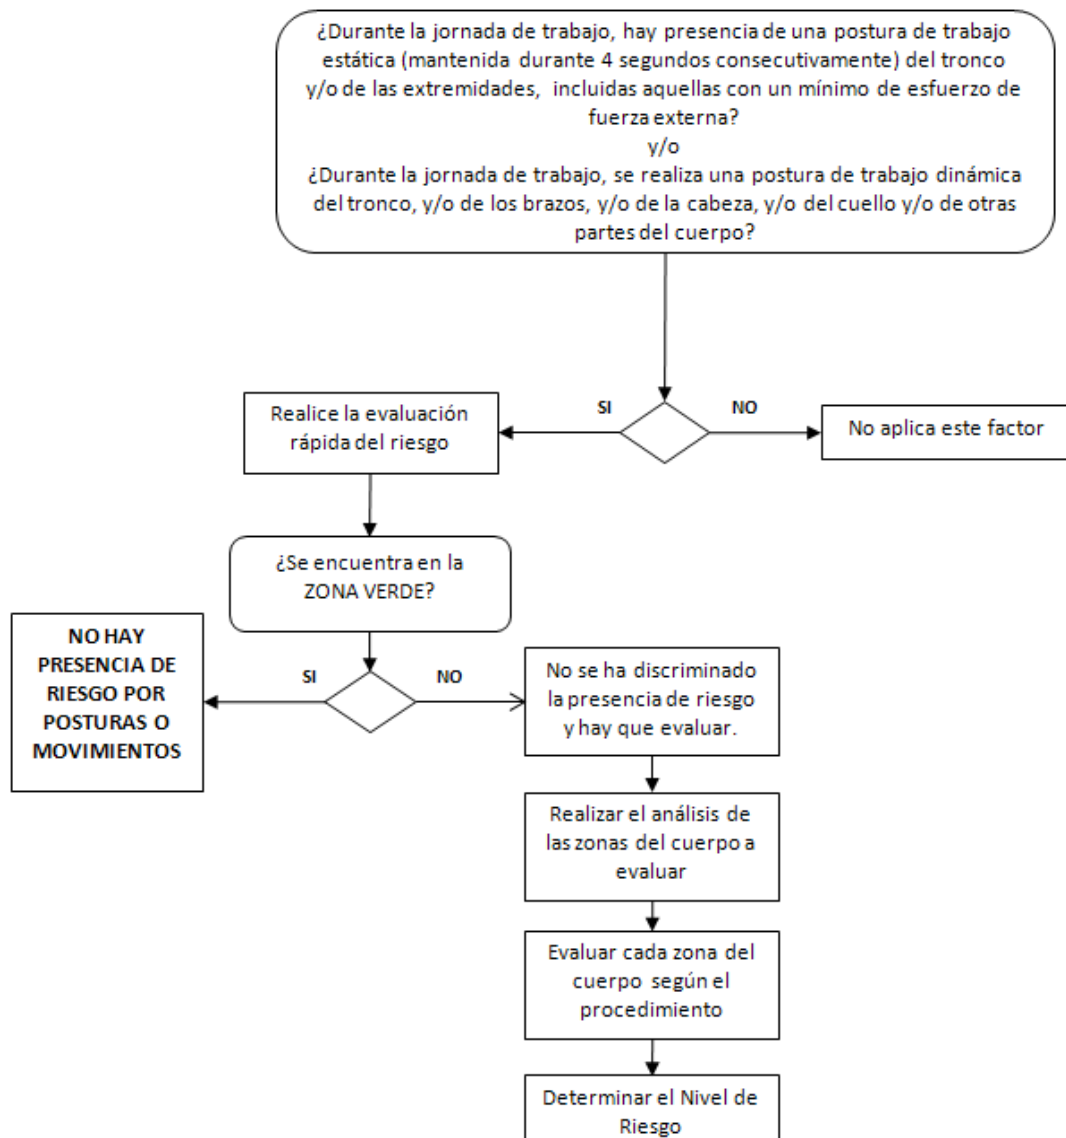 ¿Durante la jornada de trabajo, hay presencia de una postura de trabajo
estática (mantenida durante 4 segundos consecutivamente) del tronco
y/o de las extremidades, incluidas aquellas con un mínimo de esfuerzo de
fuerza externa?
y/o
¿Durante la jornada de trabajo, se realiza una postura de trabajo dinámica
del tronco, y/o de los brazos, y/o de la cabeza, y/o del cuello y/o de otras
partes del cuerpo?
SI
NO
Realice la evaluación
rápida del riesgo
No aplica este factor
¿Se encuentra en la
ZONA VERDE?
SI
NO
NO HAY
PRESENCIA DE
RIESGO POR
POSTURAS O
MOVIMIENTOS
No se ha discriminado
la presencia de riesgo
y hay que evaluar.
Realizar el análisis de
las zonas del cuerpo a
evaluar
Evaluar cada zona del
cuerpo según el
procedimiento
Determinar el Nivel de
Riesgo